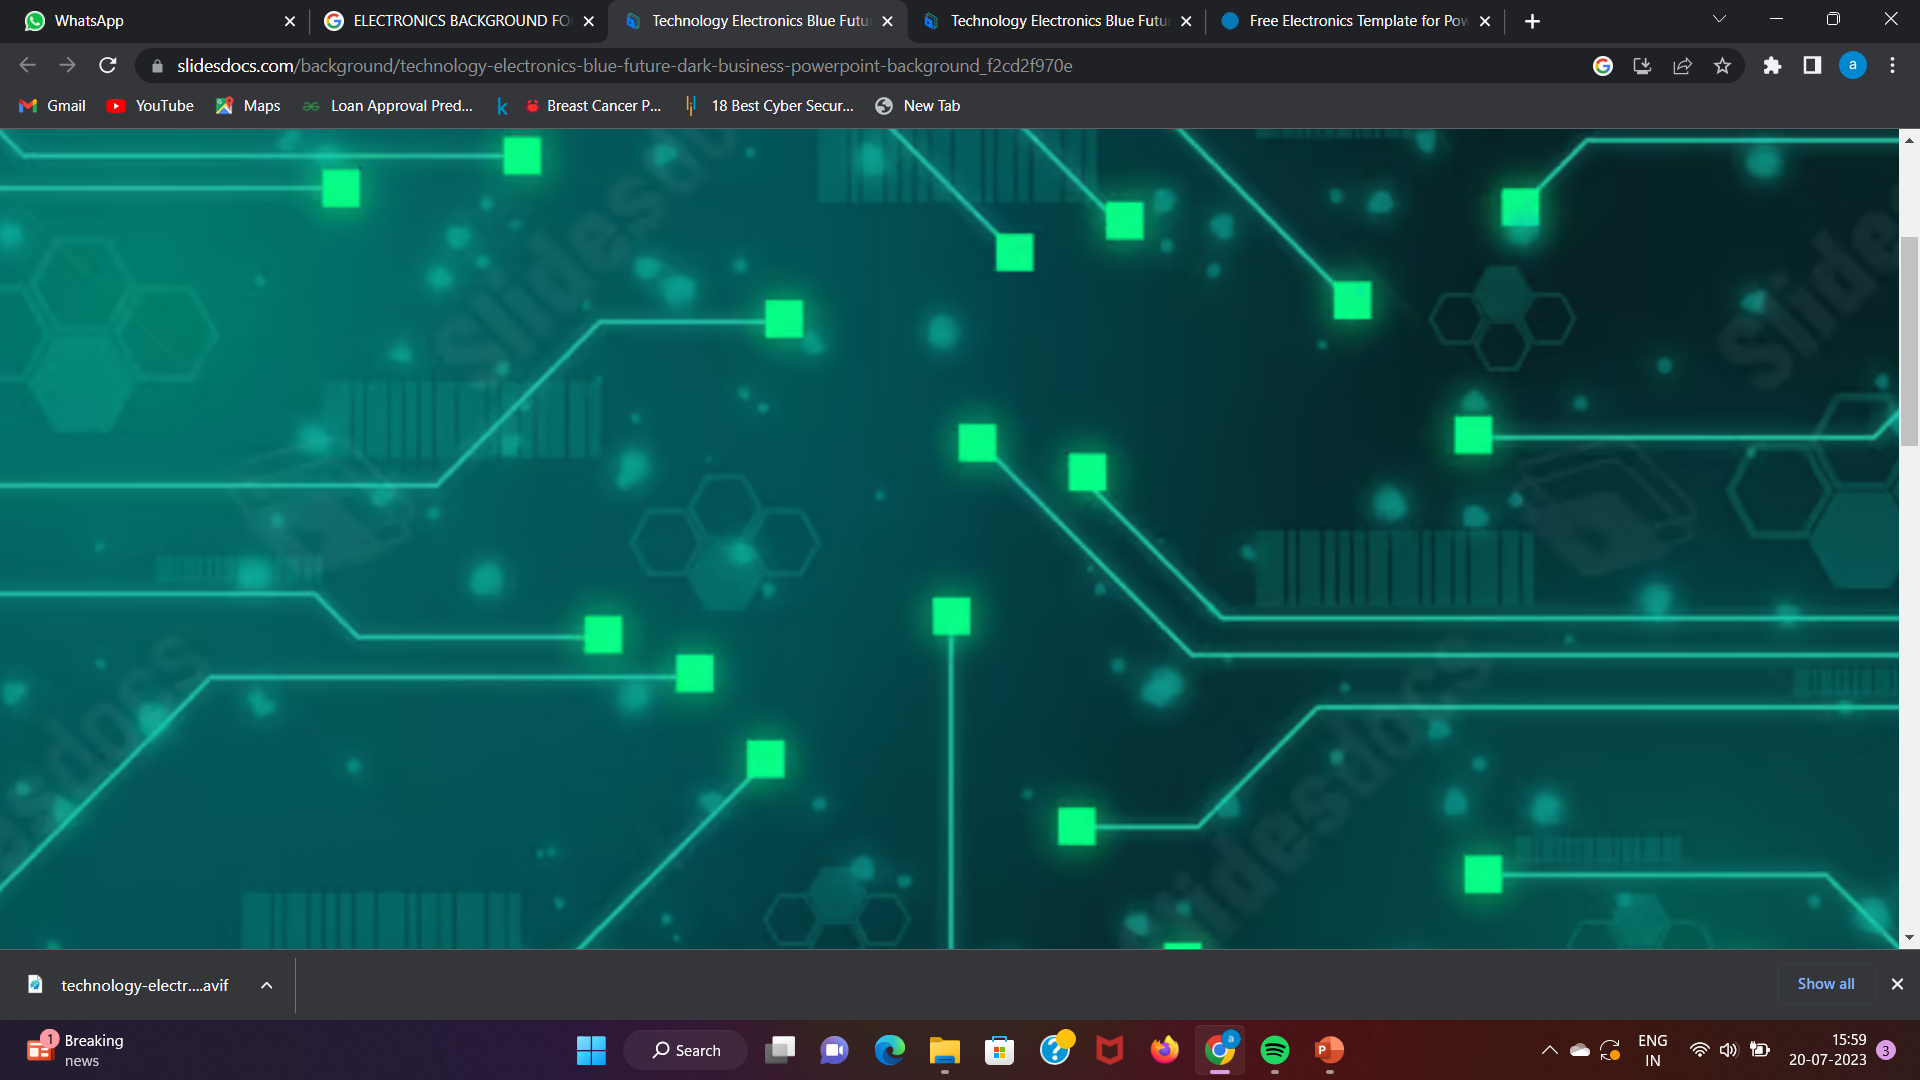 WhatsApp
ELECTRONICS BACKGROUND FO
Technology Electronics Blue Futu
Technology Electronics Blue Futu
Free Electronics Template for Pow
slidesdocs.com/background/technology-electronics-blue-future-dark-business-powerpoint-background_f2cd2f970e
a
Gmail
YouTube
Maps
Loan Approval Pred...
Breast Cancer P...
18 Best Cyber Secur...
New Tab
Slidesdocs
Slidesdocs
technology-electr....avif
Show all
1
Breaking
news
Search
a
ENG
IN
15:59
20-07-2023
3